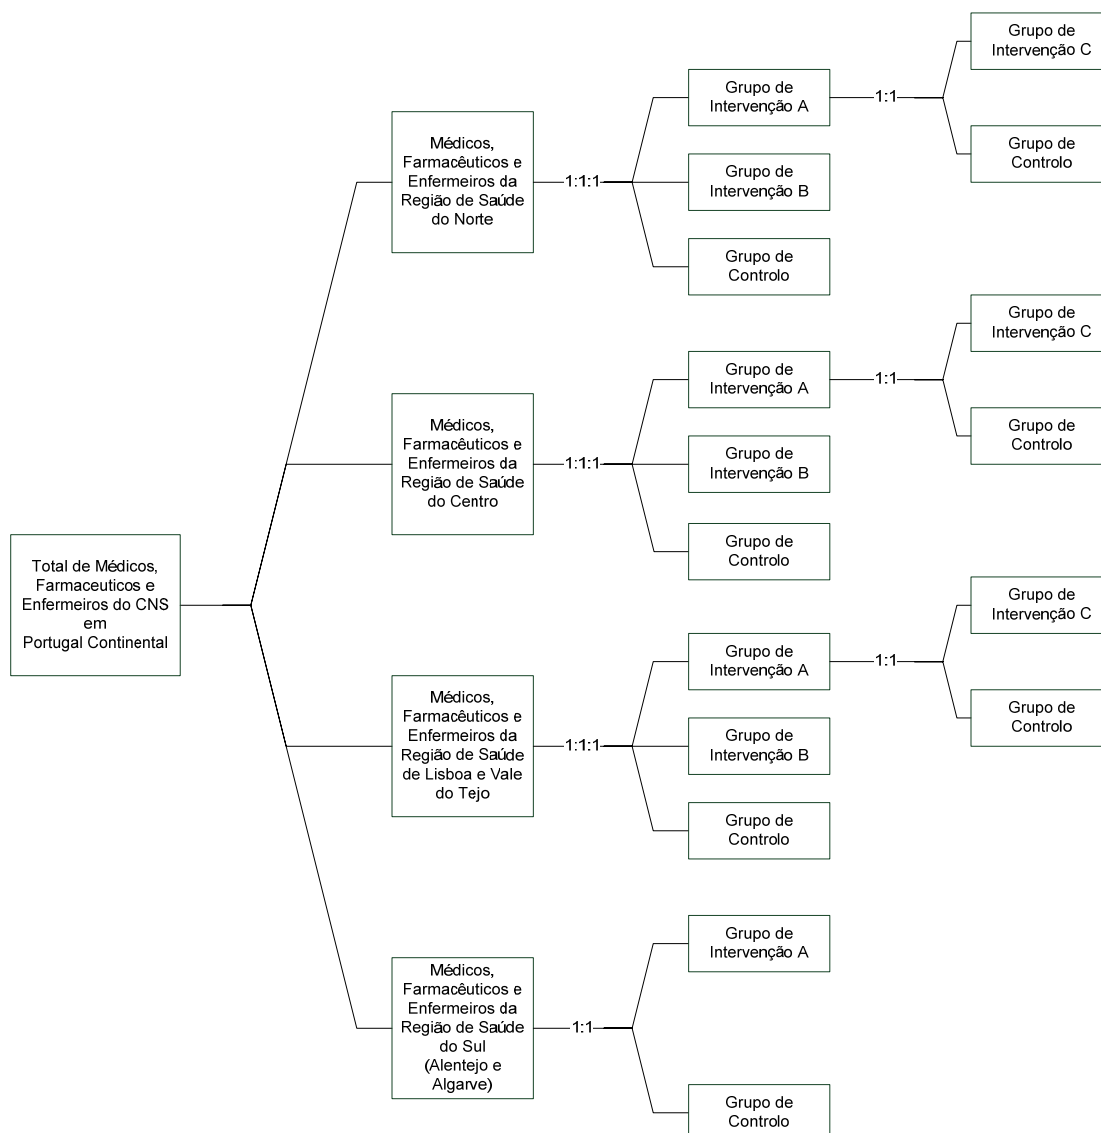 Total de Médicos,
Farmaceuticos e
Enfermeiros do CNS
em
Portugal Continental
Médicos,
Farmacêuticos e
Enfermeiros da
Região de Saúde
do Norte
1:1:1
Grupo de
Intervenção A
1:1
Grupo de
Intervenção C
Grupo de
Controlo
Grupo de
Intervenção B
Grupo de
Controlo
Médicos,
Farmacêuticos e
Enfermeiros da
Região de Saúde
do Centro
1:1:1
Grupo de
Intervenção A
1:1
Grupo de
Intervenção C
Grupo de
Controlo
Grupo de
Intervenção B
Grupo de
Controlo
Médicos,
Farmacêuticos e
Enfermeiros da
Região de Saúde
de Lisboa e Vale
do Tejo
1:1:1
Grupo de
Intervenção A
1:1
Grupo de
Intervenção C
Grupo de
Controlo
Grupo de
Intervenção B
Grupo de
Controlo
Médicos,
Farmacêuticos e
Enfermeiros da
Região de Saúde
do Sul
(Alentejo e
Algarve)
1:1
Grupo de
Intervenção A
Grupo de
Controlo